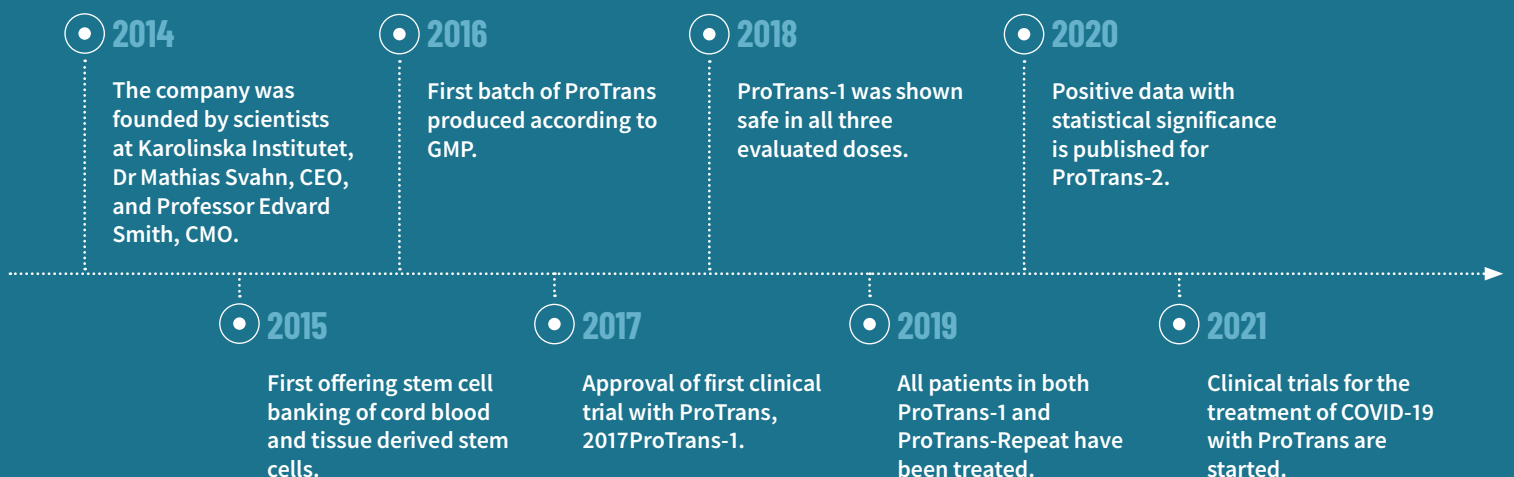 2014
The company was
founded by scientists
at Karolinska Institutet,
Dr Mathias Svahn, CEO,
and Professor Edvard
Smith, CMO.
2016
First batch of ProTrans
produced according to
GMP.
2018
ProTrans-1 was shown
safe in all three
evaluated doses.
2020
Positive data with
statistical significance
is published for
ProTrans-2.
2015
First offering stem cell
banking of cord blood
and tissue derived stem
cells.
2017
Approval of first clinical
trial with ProTrans,
2017ProTrans-1.
2019
All patients in both
ProTrans-1 and
ProTrans-Repeat have
been treated.
2021
Clinical trials for the
treatment of COVID-19
with ProTrans are
started.